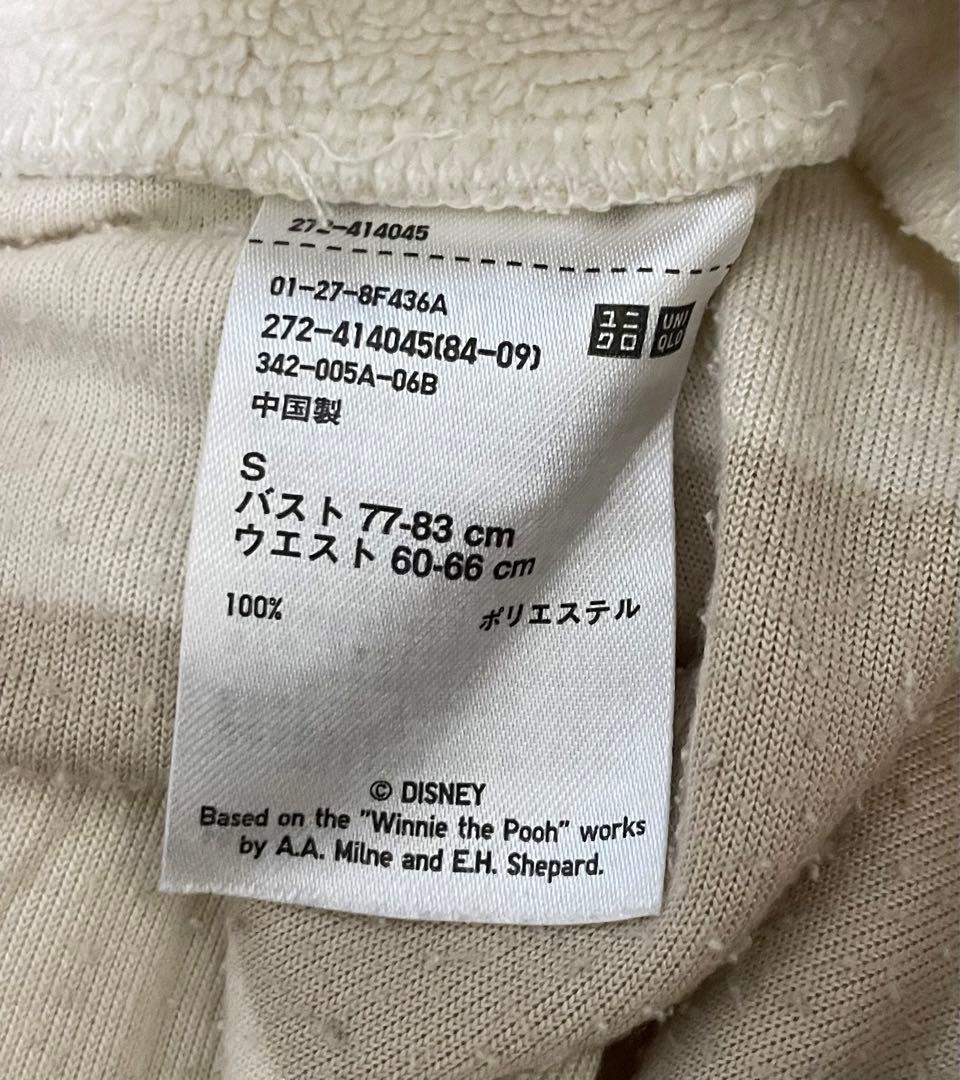 272-414045
01-27-8F436A
272-414045(84-09)
342-005A-06B
中国製
ユニクロ
UNIQLO
S
バスト 77-83 cm
ウエスト 60-66 cm
100% ポリエステル
© DISNEY
Based on the "Winnie the Pooh" works
by A.A. Milne and E.H. Shepard.